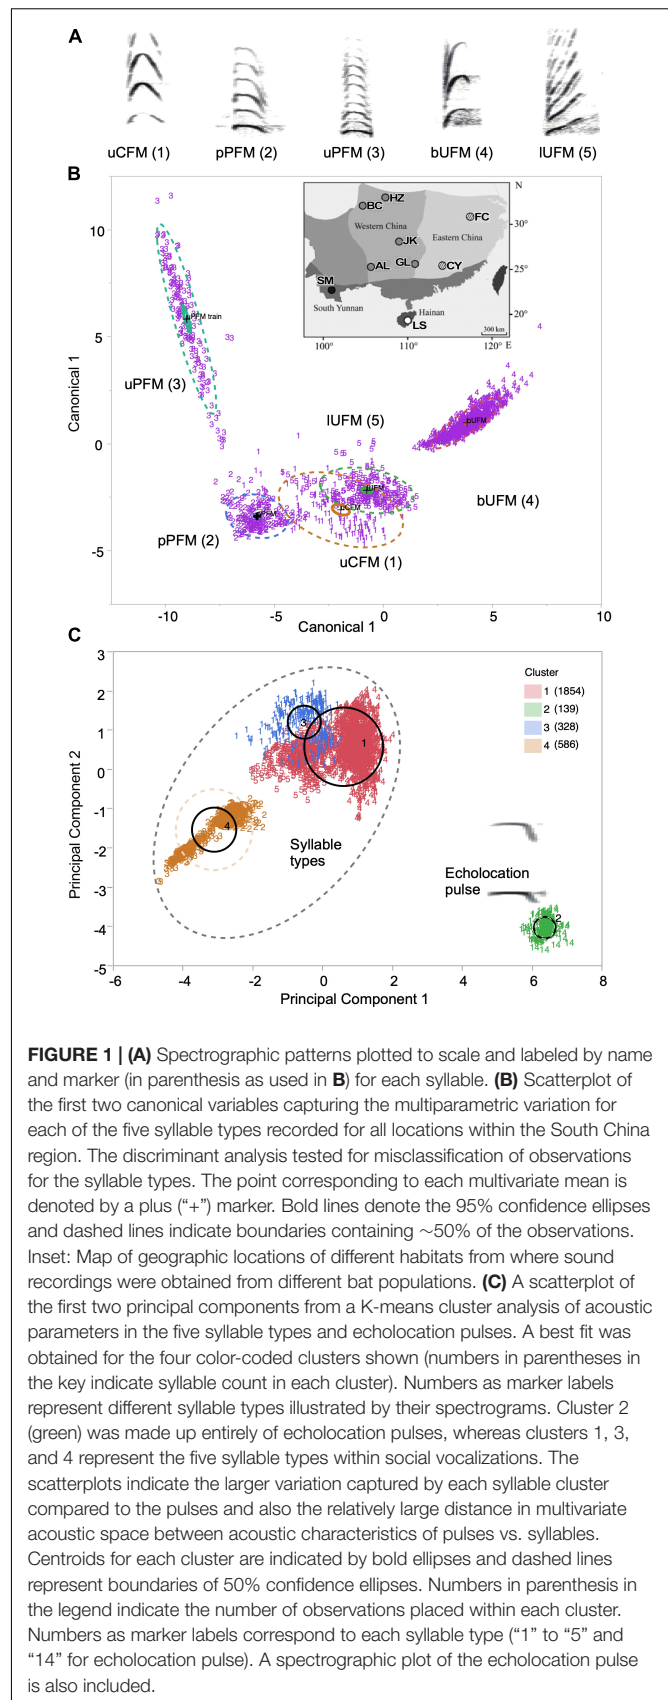 A
uCFM (1)
pPFM (2)
uPFM (3)
bUFM (4)
lUFM (5)
B
Canonical 1
10
5
0
-5
-10
-5
0
5
10
Canonical 1
uPFM (3)
pPFM (2)
lUFM (5)
uCFM (1)
bUFM (4)
N
HZ
BC
FC
Western China
Eastern China
JK
AL
GL
CY
SM
South Yunnan
Hainan
LS
300 km
30°
25°
20°
100°
110°
120°
E
C
Principal Component 2
3
2
1
0
-1
-2
-3
-4
-5
-6
-4
-2
0
2
4
6
8
Principal Component 1
Cluster
1 (1854)
2 (139)
3 (328)
4 (586)
3
1
4
2
Syllable
types
Echolocation
pulse
FIGURE 1 | (A) Spectrographic patterns plotted to scale and labeled by name
and marker (in parenthesis as used in B) for each syllable. (B) Scatterplot of
the first two canonical variables capturing the multiparametric variation for
each of the five syllable types recorded for all locations within the South China
region. The discriminant analysis tested for misclassification of observations
for the syllable types. The point corresponding to each multivariate mean is
denoted by a plus (“+”) marker. Bold lines denote the 95% confidence ellipses
and dashed lines indicate boundaries containing ∼50% of the observations.
Inset: Map of geographic locations of different habitats from where sound
recordings were obtained from different bat populations. (C) A scatterplot of
the first two principal components from a K-means cluster analysis of acoustic
parameters in the five syllable types and echolocation pulses. A best fit was
obtained for the four color-coded clusters shown (numbers in parentheses in
the key indicate syllable count in each cluster). Numbers as marker labels
represent different syllable types illustrated by their spectrograms. Cluster 2
(green) was made up entirely of echolocation pulses, whereas clusters 1, 3,
and 4 represent the five syllable types within social vocalizations. The
scatterplots indicate the larger variation captured by each syllable cluster
compared to the pulses and also the relatively large distance in multivariate
acoustic space between acoustic characteristics of pulses vs. syllables.
Centroids for each cluster are indicated by bold ellipses and dashed lines
represent boundaries of 50% confidence ellipses. Numbers in parenthesis in
the legend indicate the number of observations placed within each cluster.
Numbers as marker labels correspond to each syllable type (“1” to “5” and
“14” for echolocation pulse). A spectrographic plot of the echolocation pulse
is also included.